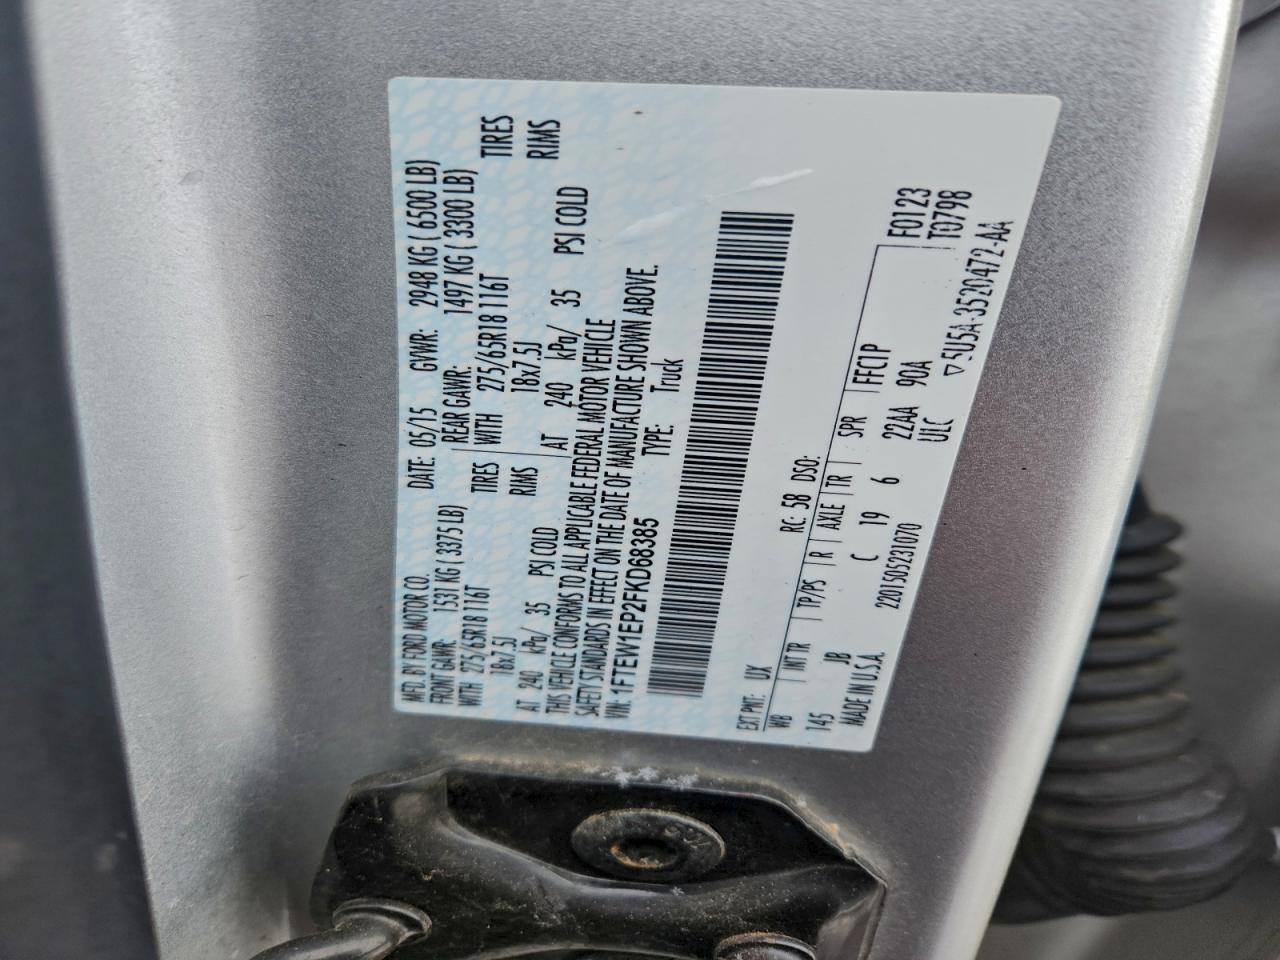 MFD. BY FORD MOTOR CO.
DATE: 05/15 GVWR: 2948 KG ( 6500 LB)
FRONT GAWR: 1531 KG ( 3375 LB) REAR GAWR: 1497 KG ( 3300 LB)
WITH 275/65R18 116T TIRES WITH 275/65R18 116T TIRES
18x7.5J RIMS 18x7.5J RIMS
AT 240 kPa/ 35 PSI COLD AT 240 kPa/ 35 PSI COLD
THIS VEHICLE CONFORMS TO ALL APPLICABLE FEDERAL MOTOR VEHICLE
SAFETY STANDARDS IN EFFECT ON THE DATE OF MANUFACTURE SHOWN ABOVE.
VIN: 1FTEW1EP2FKD68385 TYPE: Truck
EXT PNT: UX RC: 58 DSO:
WB INT TR TP/PS R AXLE TR SPR F0123
145 JB C 19 6 22AA 90A FFC1P T0798
MADE IN U.S.A. 2201505231070 ULC ▽5U5A-3520472-AA